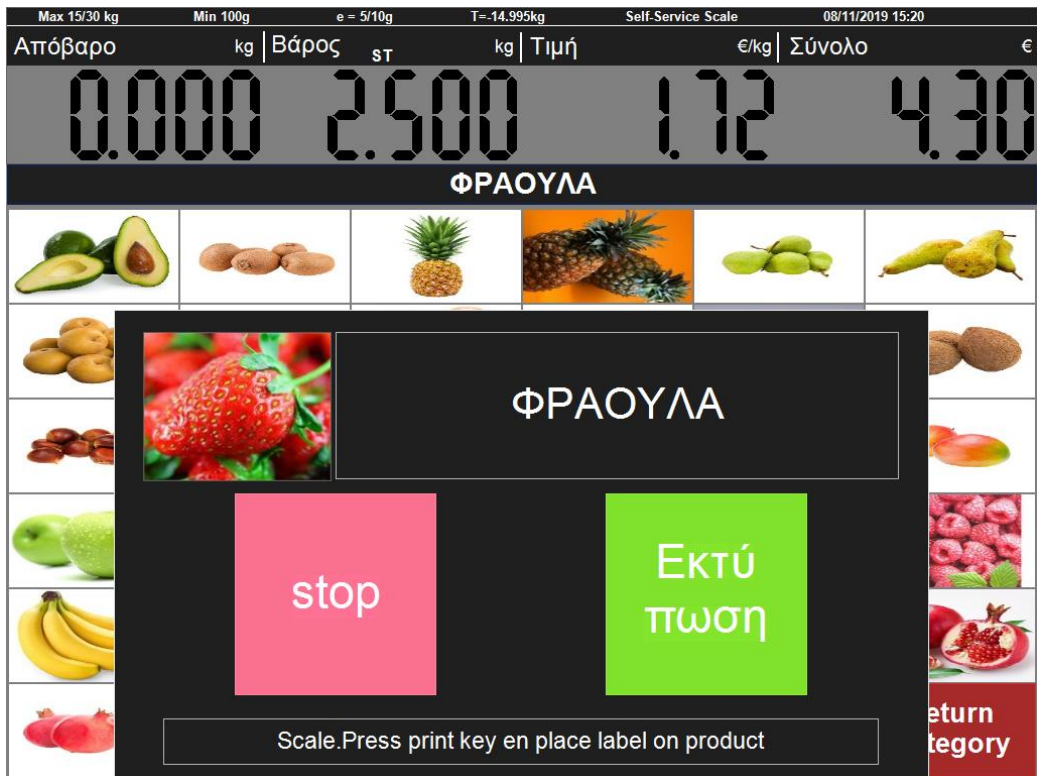 Max 15/30 kg Min 100g e = 5/10g T=-14.995kg Self-Service Scale 08/11/2019 15:20
Απόβαρο kg Βάρος ST kg Τιμή €/kg Σύνολο €
0.000 2.500 1.72 4.30
ΦΡΑΟΥΛΑ
ΦΡΑΟΥΛΑ
stop
Εκτύ
πωση
eturn
tegory
Scale.Press print key en place label on product